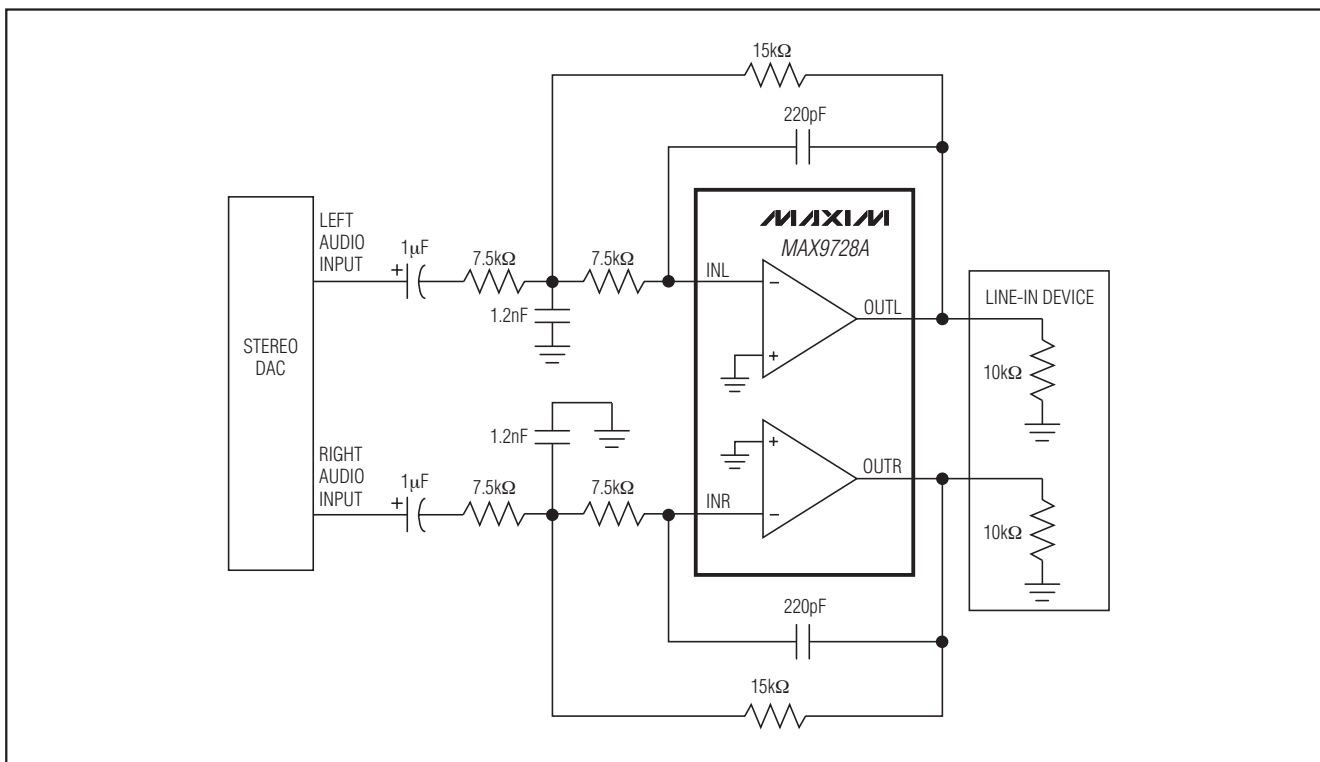 15kΩ
220pF
LEFT
AUDIO
INPUT
1µF
+
7.5kΩ
7.5kΩ
1.2nF
INL
MAXIM
MAX9728A
−
+
OUTL
LINE-IN DEVICE
10kΩ
STEREO
DAC
1.2nF
RIGHT
AUDIO
INPUT
1µF
+
7.5kΩ
7.5kΩ
INR
+
−
OUTR
10kΩ
220pF
15kΩ